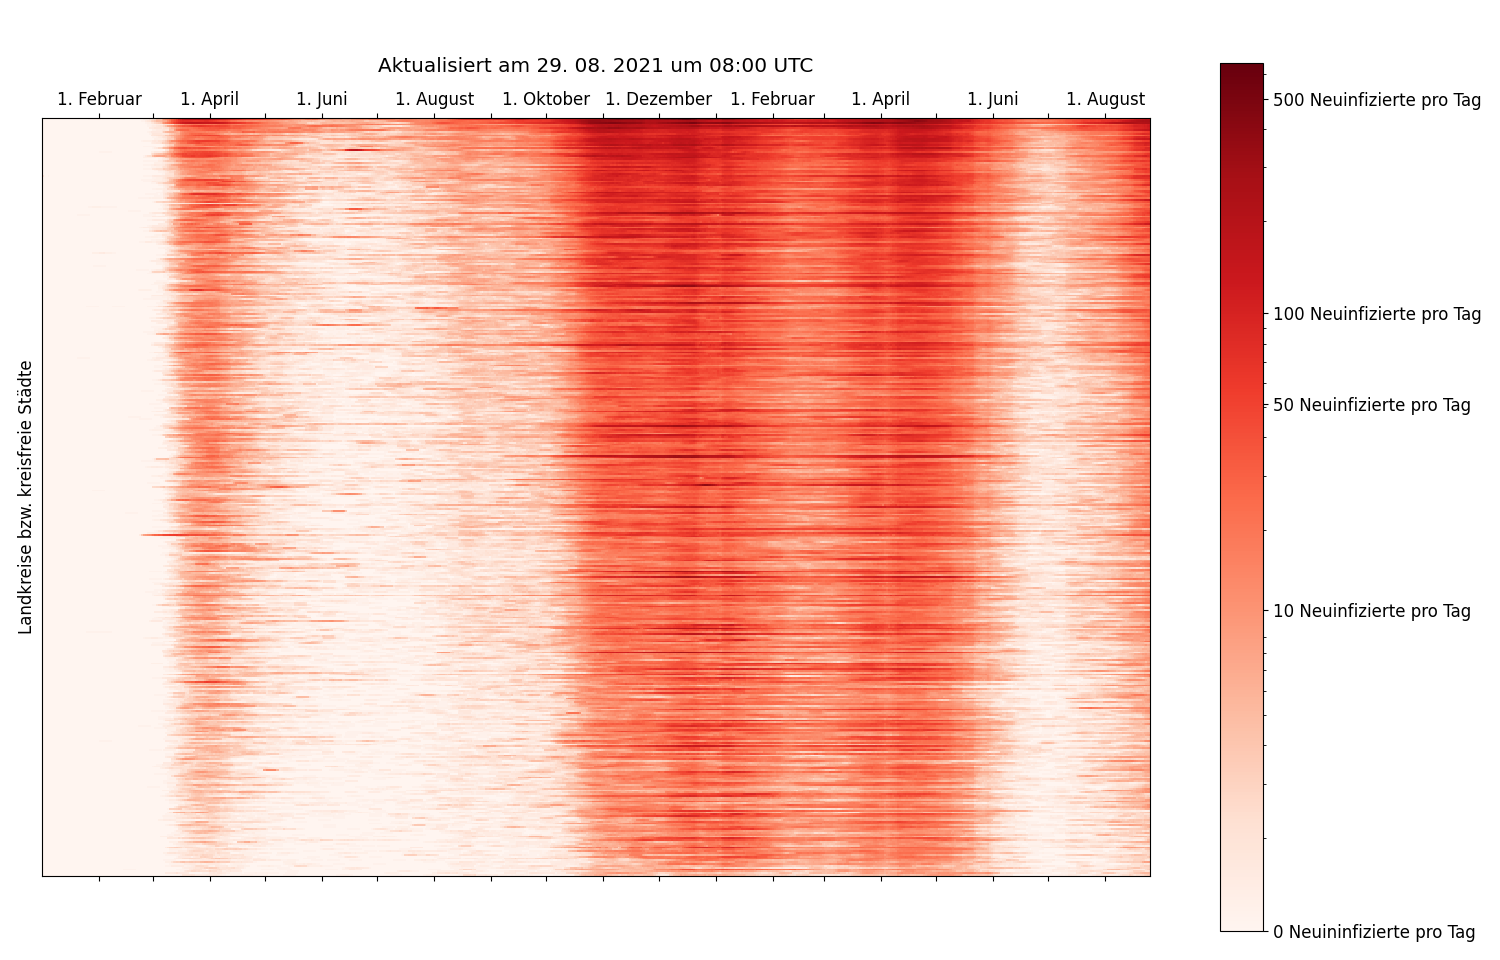 Aktualisiert am 29. 08. 2021 um 08:00 UTC
1. Februar 1. April 1. Juni 1. August 1. Oktober 1. Dezember 1. Februar 1. April 1. Juni 1. August
Landkreise bzw. kreisfreie Städte
500 Neuinfizierte pro Tag
100 Neuinfizierte pro Tag
50 Neuinfizierte pro Tag
10 Neuinfizierte pro Tag
0 Neuininfizierte pro Tag